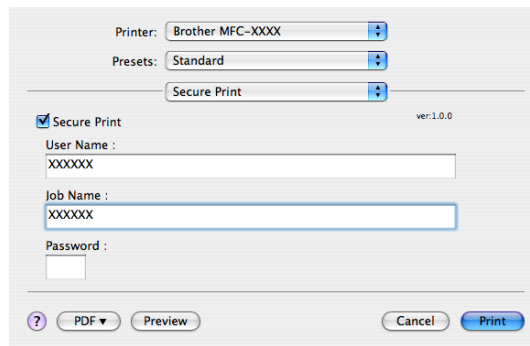 Printer: Brother MFC-XXXX
Presets: Standard
Secure Print
Secure Print ver:1.0.0
User Name :
XXXXXX
Job Name :
XXXXXX
Password :
? PDF▼ Preview Cancel Print